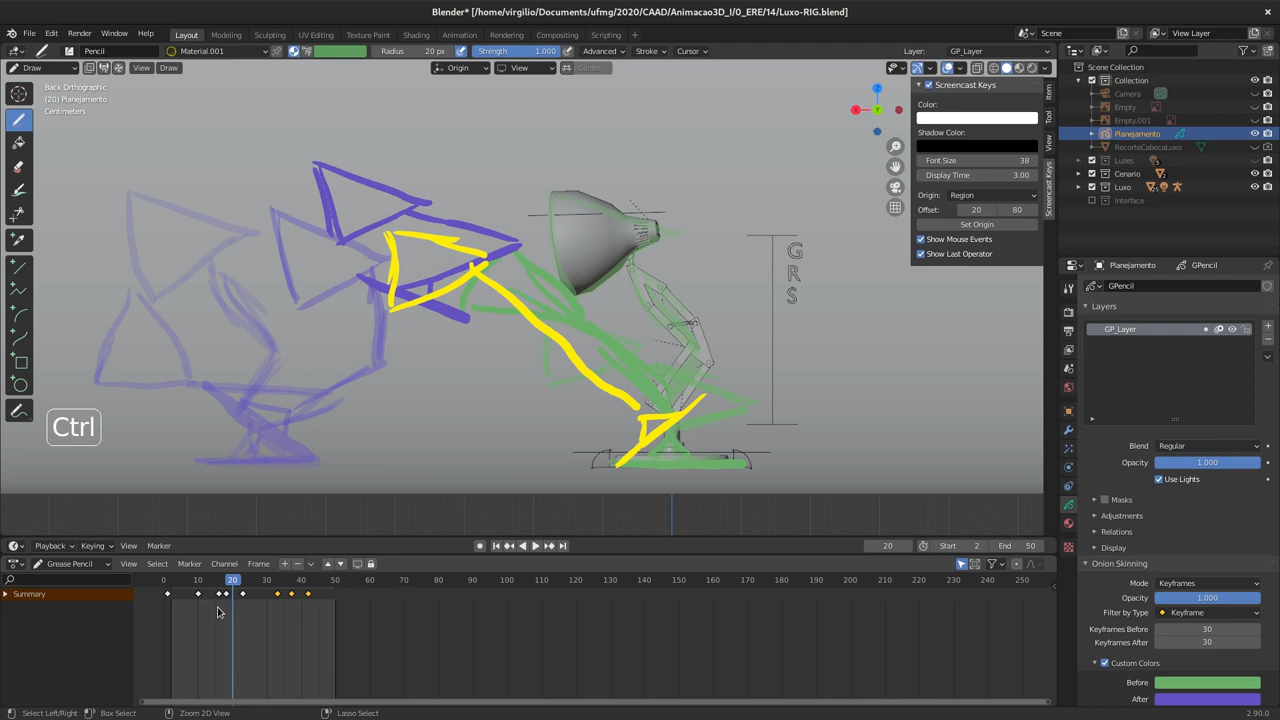 Blender* [/home/virgilio/Documents/ufmg/2020/CAAD/Animacao3D_I/0_ERE/14/Luxo-RIG.blend]
File Edit Render Window Help Layout Modeling Sculpting UV Editing Texture Paint Shading Animation Rendering Compositing Scripting Scene View Layer
Pencil Material.001 Radius 20 px Strength 1.000 Advanced Stroke Cursor Layer: GP_Layer
Draw View Draw Origin View Guides
Back Orthographic
(20) Planejamento
Centimeters
X
Y
Z
G
R
S
Ctrl
Screencast Keys
Color:
Shadow Color:
Font Size 38
Display Time 3.00
Origin: Region
Offset: 20 80
Set Origin
Show Mouse Events
Show Last Operator
Item
Tool
View
Screencast Keys
Scene Collection
Collection
Camera
Empty
Empty.001
Planejamento
RecorteCabecaLuxo
Luzes
Cenario
Luxo
Interface
Planejamento GPencil
GPencil
Layers
GP_Layer
Blend Regular
Opacity 1.000
Use Lights
Masks
Adjustments
Relations
Display
Onion Skinning
Mode Keyframes
Opacity 1.000
Filter by Type Keyframe
Keyframes Before 30
Keyframes After 30
Custom Colors
Before
After
Playback Keying View Marker 20 Start 2 End 50
Grease Pencil View Select Marker Channel Frame
0 10 20 30 40 50 60 70 80 90 100 110 120 130 140 150 160 170 180 190 200 210 220 230 240 250
Summary
Select Left/Right Box Select Zoom 2D View Lasso Select 2.90.0